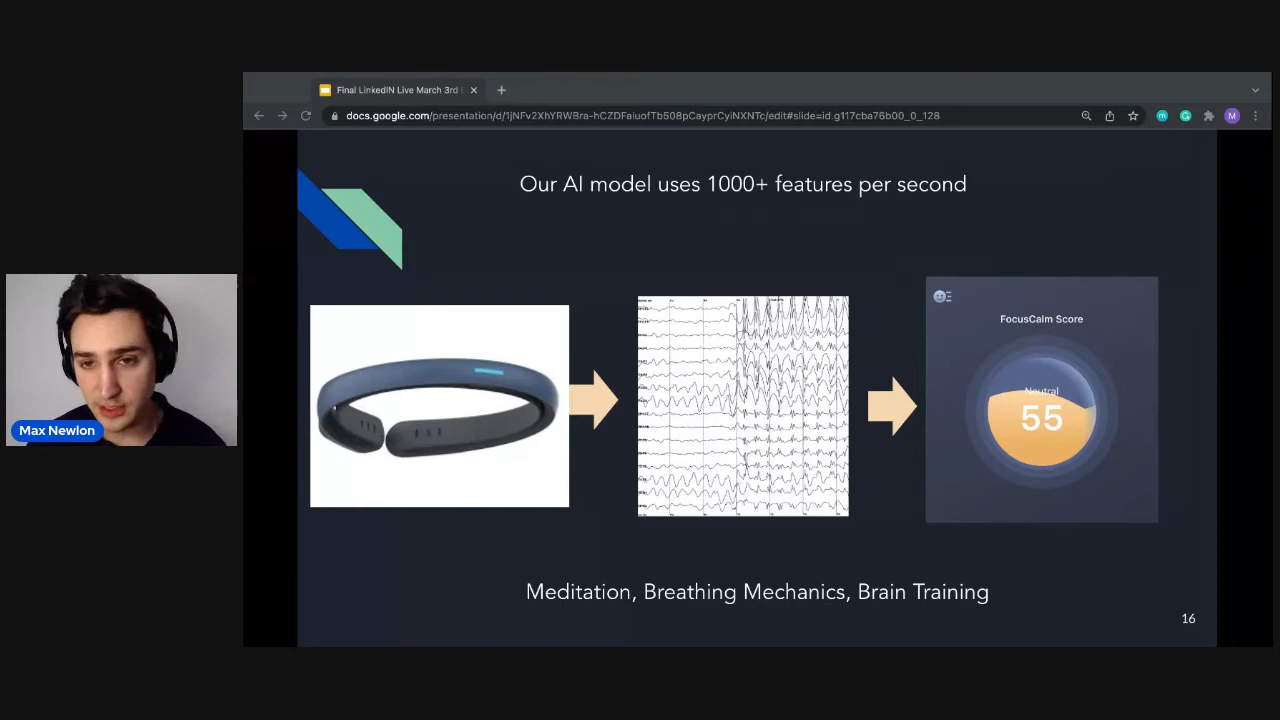 Final LinkedIN Live March 3rd |
docs.google.com/presentation/d/1jNFv2XhYRWBra-hCZDFaiuofTb508pCayprCyiNXNTc/edit#slide=id.g117cba76b00_0_128
M
Our AI model uses 1000+ features per second
FocusCalm Score
Neutral
55
Max Newlon
Meditation, Breathing Mechanics, Brain Training
16